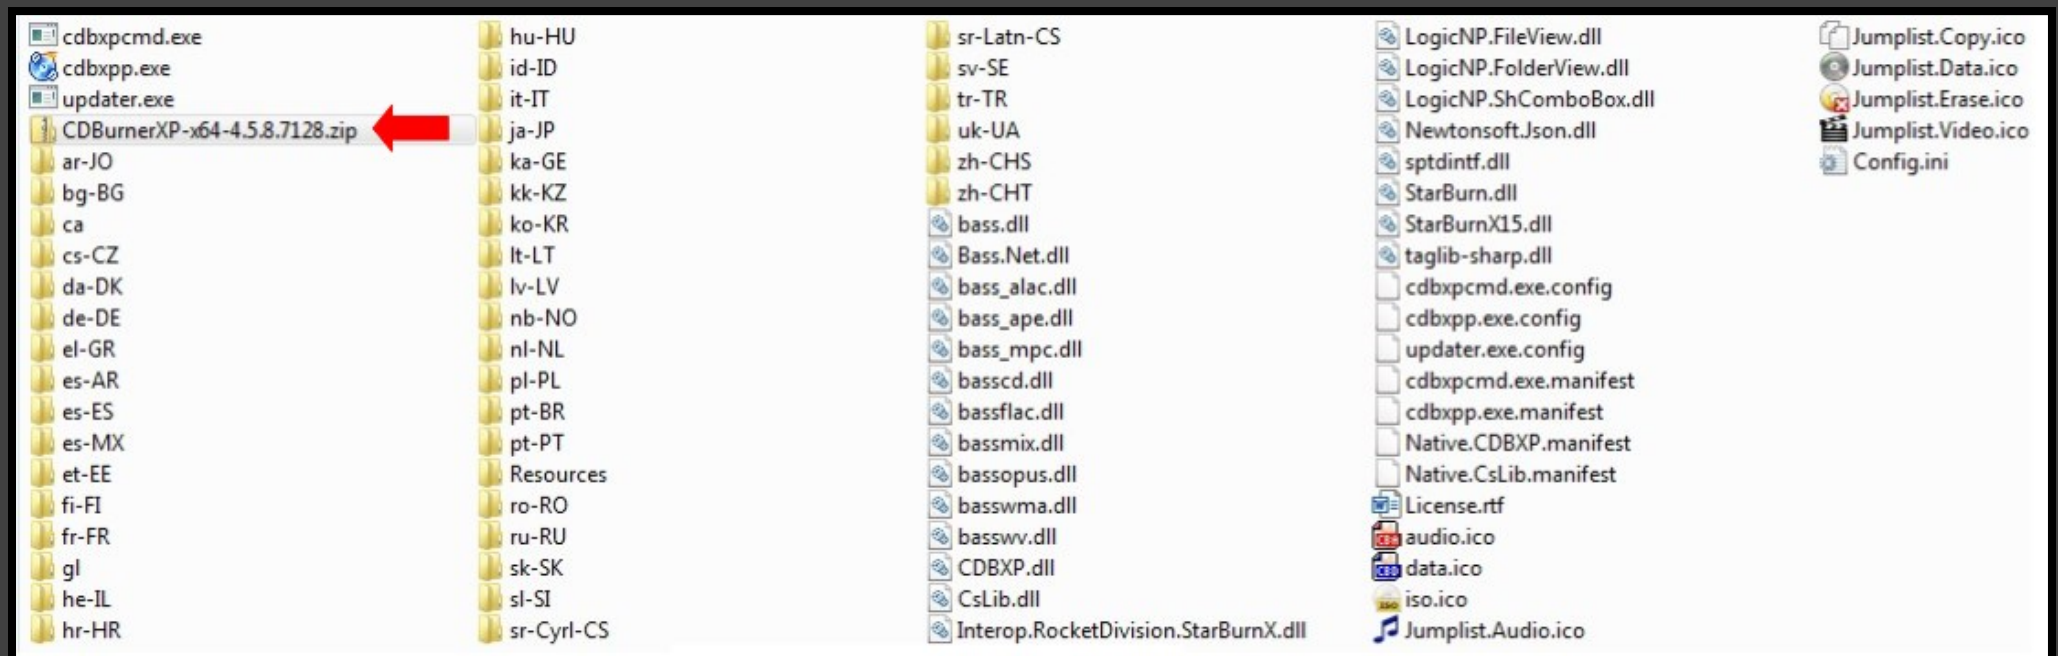 cdbxpcmd.exe
cdbxpp.exe
updater.exe
CDBurnerXP-x64-4.5.8.7128.zip
ar-JO
bg-BG
ca
cs-CZ
da-DK
de-DE
el-GR
es-AR
es-ES
es-MX
et-EE
fi-FI
fr-FR
gl
he-IL
hr-HR
hu-HU
id-ID
it-IT
ja-JP
ka-GE
kk-KZ
ko-KR
lt-LT
lv-LV
nb-NO
nl-NL
pl-PL
pt-BR
pt-PT
Resources
ro-RO
ru-RU
sk-SK
sl-SI
sr-Cyrl-CS
sr-Latn-CS
sv-SE
tr-TR
uk-UA
zh-CHS
zh-CHT
bass.dll
Bass.Net.dll
bass_alac.dll
bass_ape.dll
bass_mpc.dll
basscd.dll
bassflac.dll
bassmix.dll
bassopus.dll
basswma.dll
basswv.dll
CDBXP.dll
CsLib.dll
Interop.RocketDivision.StarBurnX.dll
LogicNP.FileView.dll
LogicNP.FolderView.dll
LogicNP.ShComboBox.dll
Newtonsoft.Json.dll
sptdintf.dll
StarBurn.dll
StarBurnX15.dll
taglib-sharp.dll
cdbxpcmd.exe.config
cdbxpp.exe.config
updater.exe.config
cdbxpcmd.exe.manifest
cdbxpp.exe.manifest
Native.CDBXP.manifest
Native.CsLib.manifest
License.rtf
audio.ico
data.ico
iso.ico
Jumplist.Audio.ico
Jumplist.Copy.ico
Jumplist.Data.ico
Jumplist.Erase.ico
Jumplist.Video.ico
Config.ini